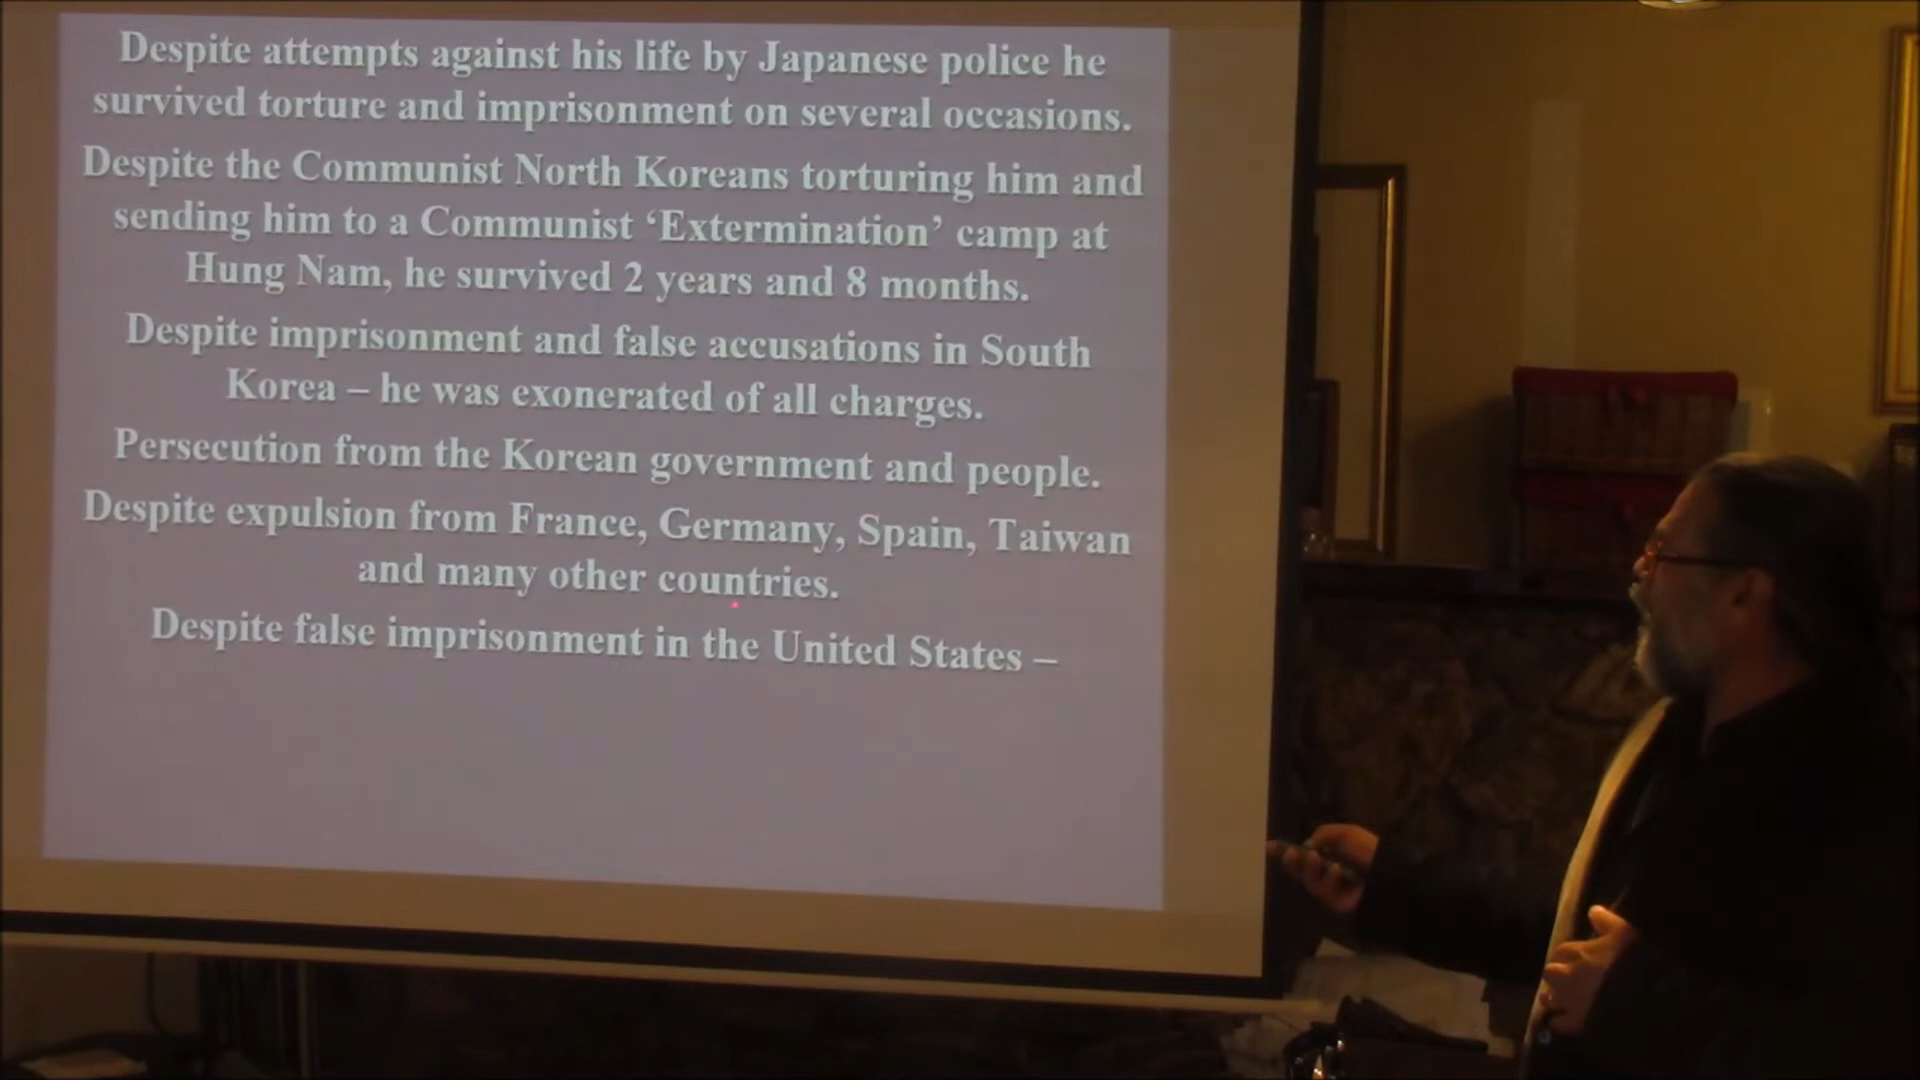 Despite attempts against his life by Japanese police he
survived torture and imprisonment on several occasions.
Despite the Communist North Koreans torturing him and
sending him to a Communist ‘Extermination’ camp at
Hung Nam, he survived 2 years and 8 months.
Despite imprisonment and false accusations in South
Korea – he was exonerated of all charges.
Persecution from the Korean government and people.
Despite expulsion from France, Germany, Spain, Taiwan
and many other countries.
Despite false imprisonment in the United States –